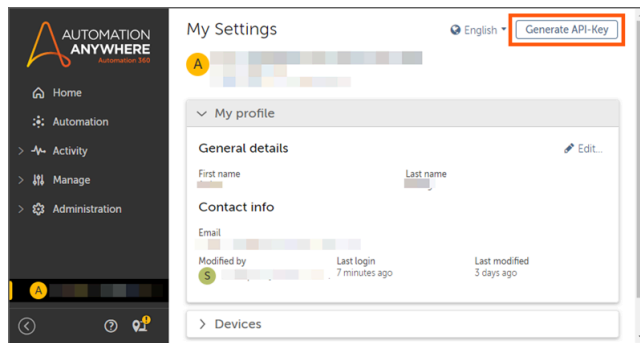 AUTOMATION
ANYWHERE
Automation 360
Home
Automation
Activity
Manage
Administration
A
My Settings
English
Generate API-Key
A
My profile
General details
Edit...
First name
Last name
Contact info
Email
Modified by
Last login
Last modified
S
7 minutes ago
3 days ago
Devices